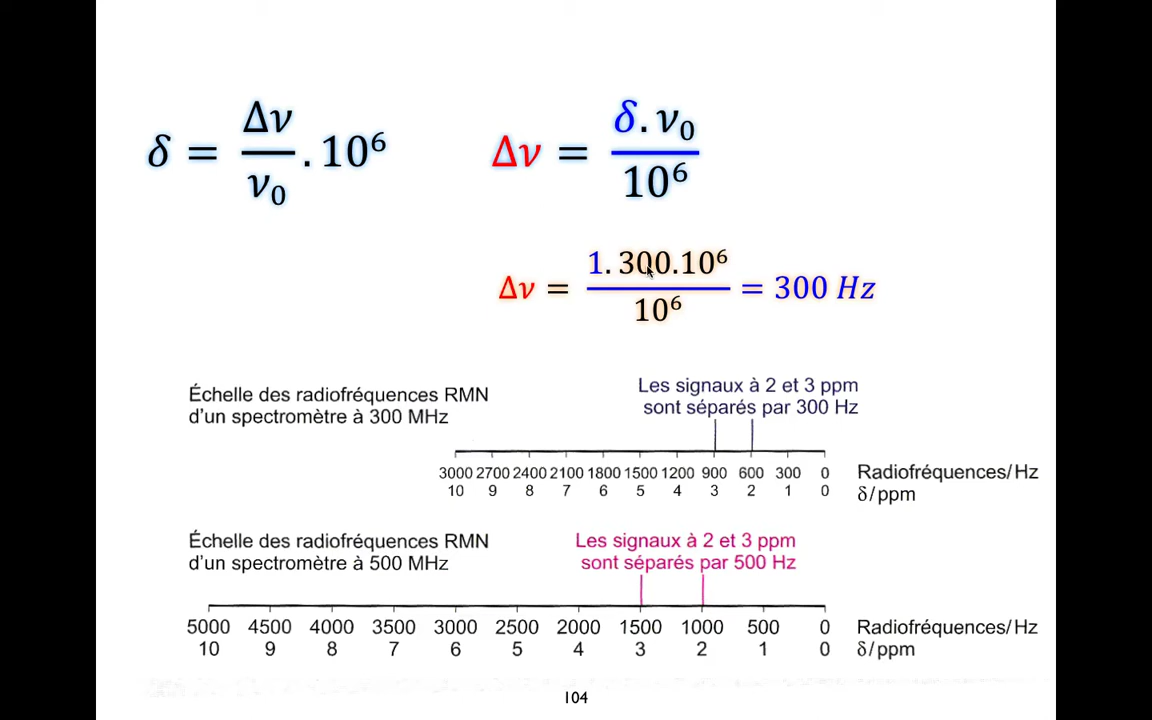 δ = Δν/ν₀ . 10⁶
Δν = δ.ν₀/10⁶
Δν = 1.300.10⁶/10⁶ = 300 Hz
Échelle des radiofréquences RMN
d'un spectromètre à 300 MHz
Les signaux à 2 et 3 ppm
sont séparés par 300 Hz
3000 2700 2400 2100 1800 1500 1200 900 600 300 0 Radiofréquences/Hz
10 9 8 7 6 5 4 3 2 1 0 δ/ppm
Échelle des radiofréquences RMN
d'un spectromètre à 500 MHz
Les signaux à 2 et 3 ppm
sont séparés par 500 Hz
5000 4500 4000 3500 3000 2500 2000 1500 1000 500 0 Radiofréquences/Hz
10 9 8 7 6 5 4 3 2 1 0 δ/ppm
104